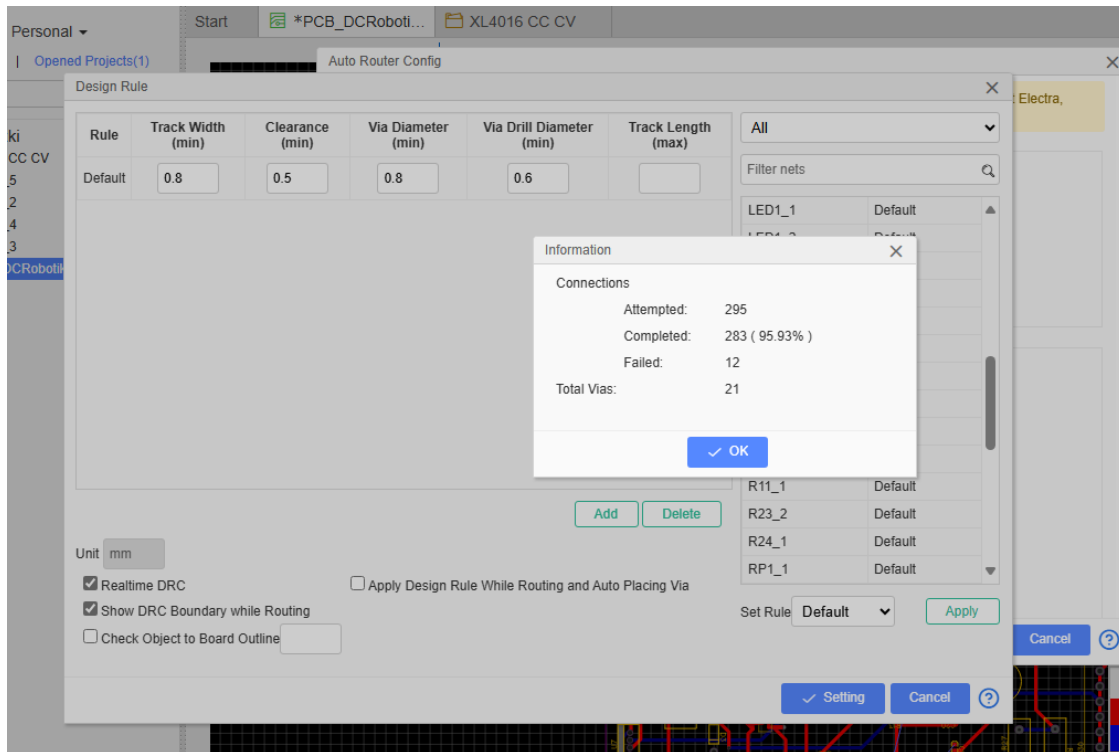 Personal
Start
*PCB_DCRoboti...
XL4016 CC CV
| Opened Projects(1)
Auto Router Config
Design Rule
Electra,
ki
CC CV
_5
_2
_4
_3
DCRobotik
Rule
Track Width (min)
Clearance (min)
Via Diameter (min)
Via Drill Diameter (min)
Track Length (max)
Default
0.8
0.5
0.8
0.6
All
Filter nets
LED1_1 Default
Information
Connections
Attempted: 295
Completed: 283 ( 95.93% )
Failed: 12
Total Vias: 21
OK
R11_1 Default
R23_2 Default
R24_1 Default
RP1_1 Default
Add
Delete
Unit mm
Realtime DRC
Apply Design Rule While Routing and Auto Placing Via
Show DRC Boundary while Routing
Check Object to Board Outline
Set Rule Default
Apply
Cancel
Setting
Cancel